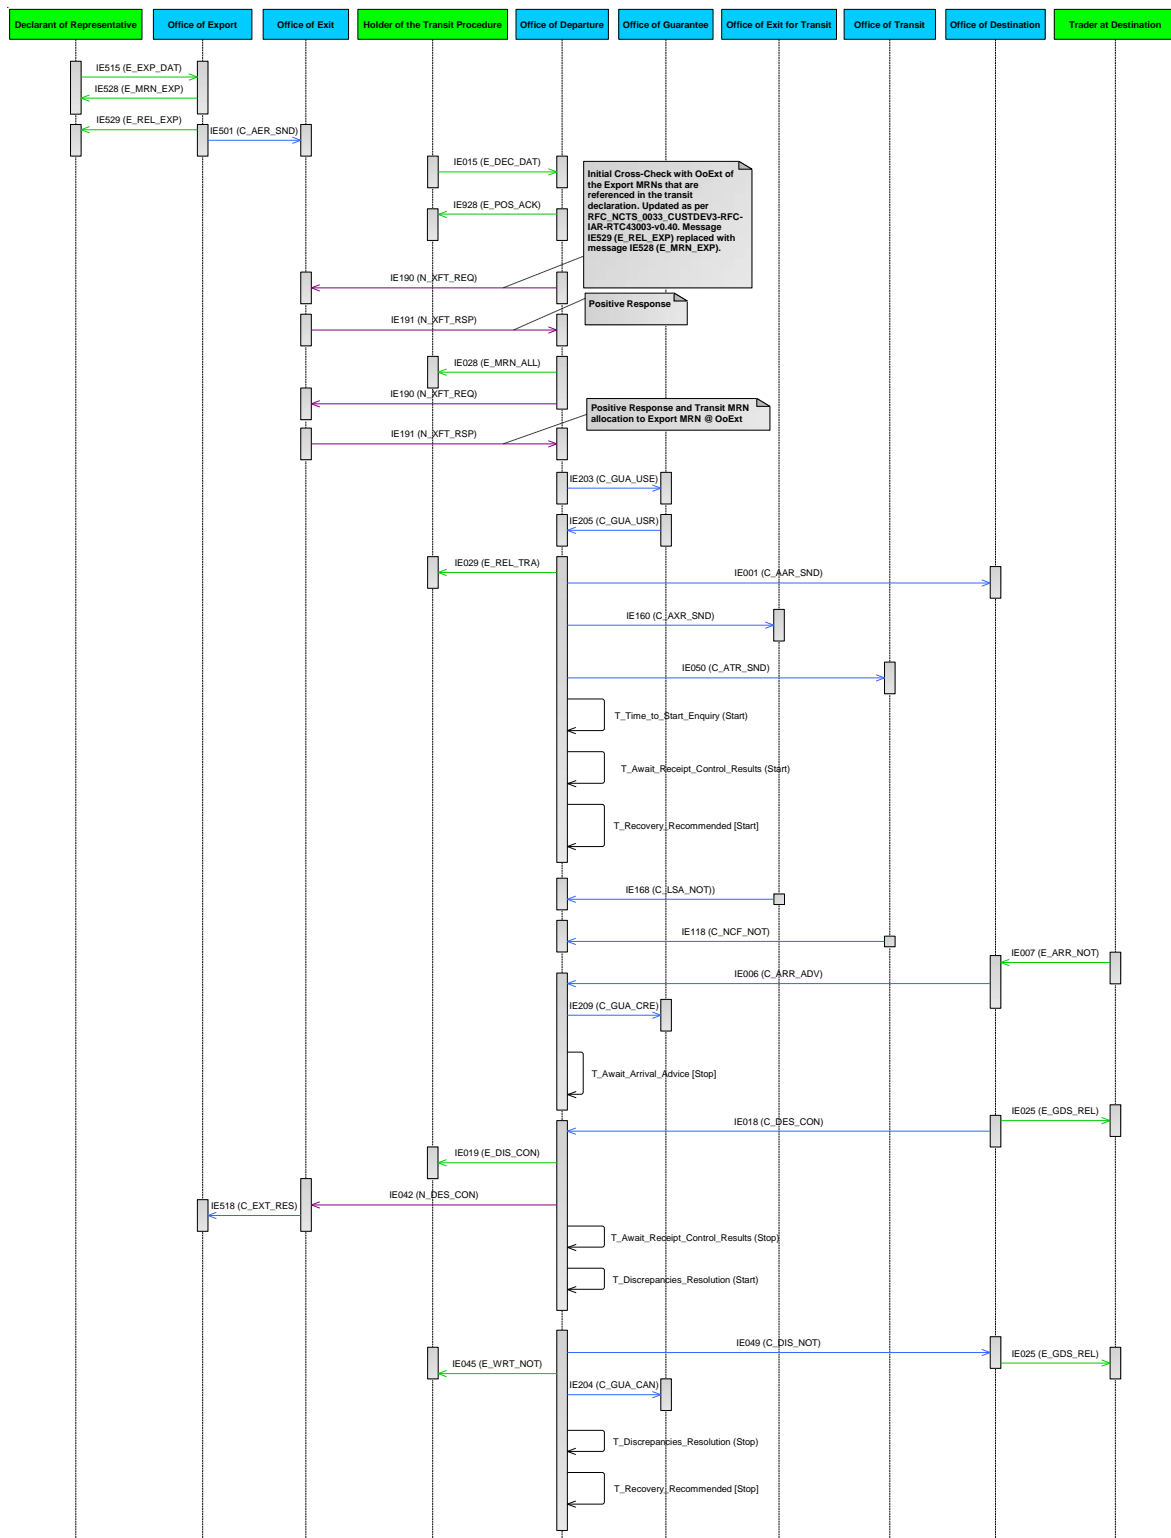 Declarant of Representative
Office of Export
Office of Exit
Holder of the Transit Procedure
Office of Departure
Office of Guarantee
Office of Exit for Transit
Office of Transit
Office of Destination
Trader at Destination
IE515 (E_EXP_DAT)
IE528 (E_MRN_EXP)
IE529 (E_REL_EXP)
IE501 (C_AER_SND)
IE015 (E_DEC_DAT)
Initial Cross-Check with OoExt of
the Export MRNs that are
referenced in the transit
declaration. Updated as per
RFC_NCTS_0033_CUSTDEV3-RFC-
IAR-RTC43003-v0.40. Message
IE529 (E_REL_EXP) replaced with
message IE528 (E_MRN_EXP).
IE928 (E_POS_ACK)
IE190 (N_XFT_REQ)
Positive Response
IE191 (N_XFT_RSP)
IE028 (E_MRN_ALL)
IE190 (N_XFT_REQ)
Positive Response and Transit MRN
allocation to Export MRN @ OoExt
IE191 (N_XFT_RSP)
IE203 (C_GUA_USE)
IE205 (C_GUA_USR)
IE029 (E_REL_TRA)
IE001 (C_AAR_SND)
IE160 (C_AXR_SND)
IE050 (C_ATR_SND)
T_Time_to_Start_Enquiry (Start)
T_Await_Receipt_Control_Results (Start)
T_Recovery_Recommended [Start]
IE168 (C_LSA_NOT))
IE118 (C_NCF_NOT)
IE007 (E_ARR_NOT)
IE006 (C_ARR_ADV)
IE209 (C_GUA_CRE)
T_Await_Arrival_Advice [Stop]
IE025 (E_GDS_REL)
IE018 (C_DES_CON)
IE019 (E_DIS_CON)
IE042 (N_DES_CON)
IE518 (C_EXT_RES)
T_Await_Receipt_Control_Results (Stop)
T_Discrepancies_Resolution (Start)
IE049 (C_DIS_NOT)
IE025 (E_GDS_REL)
IE045 (E_WRT_NOT)
IE204 (C_GUA_CAN)
T_Discrepancies_Resolution (Stop)
T_Recovery_Recommended [Stop]